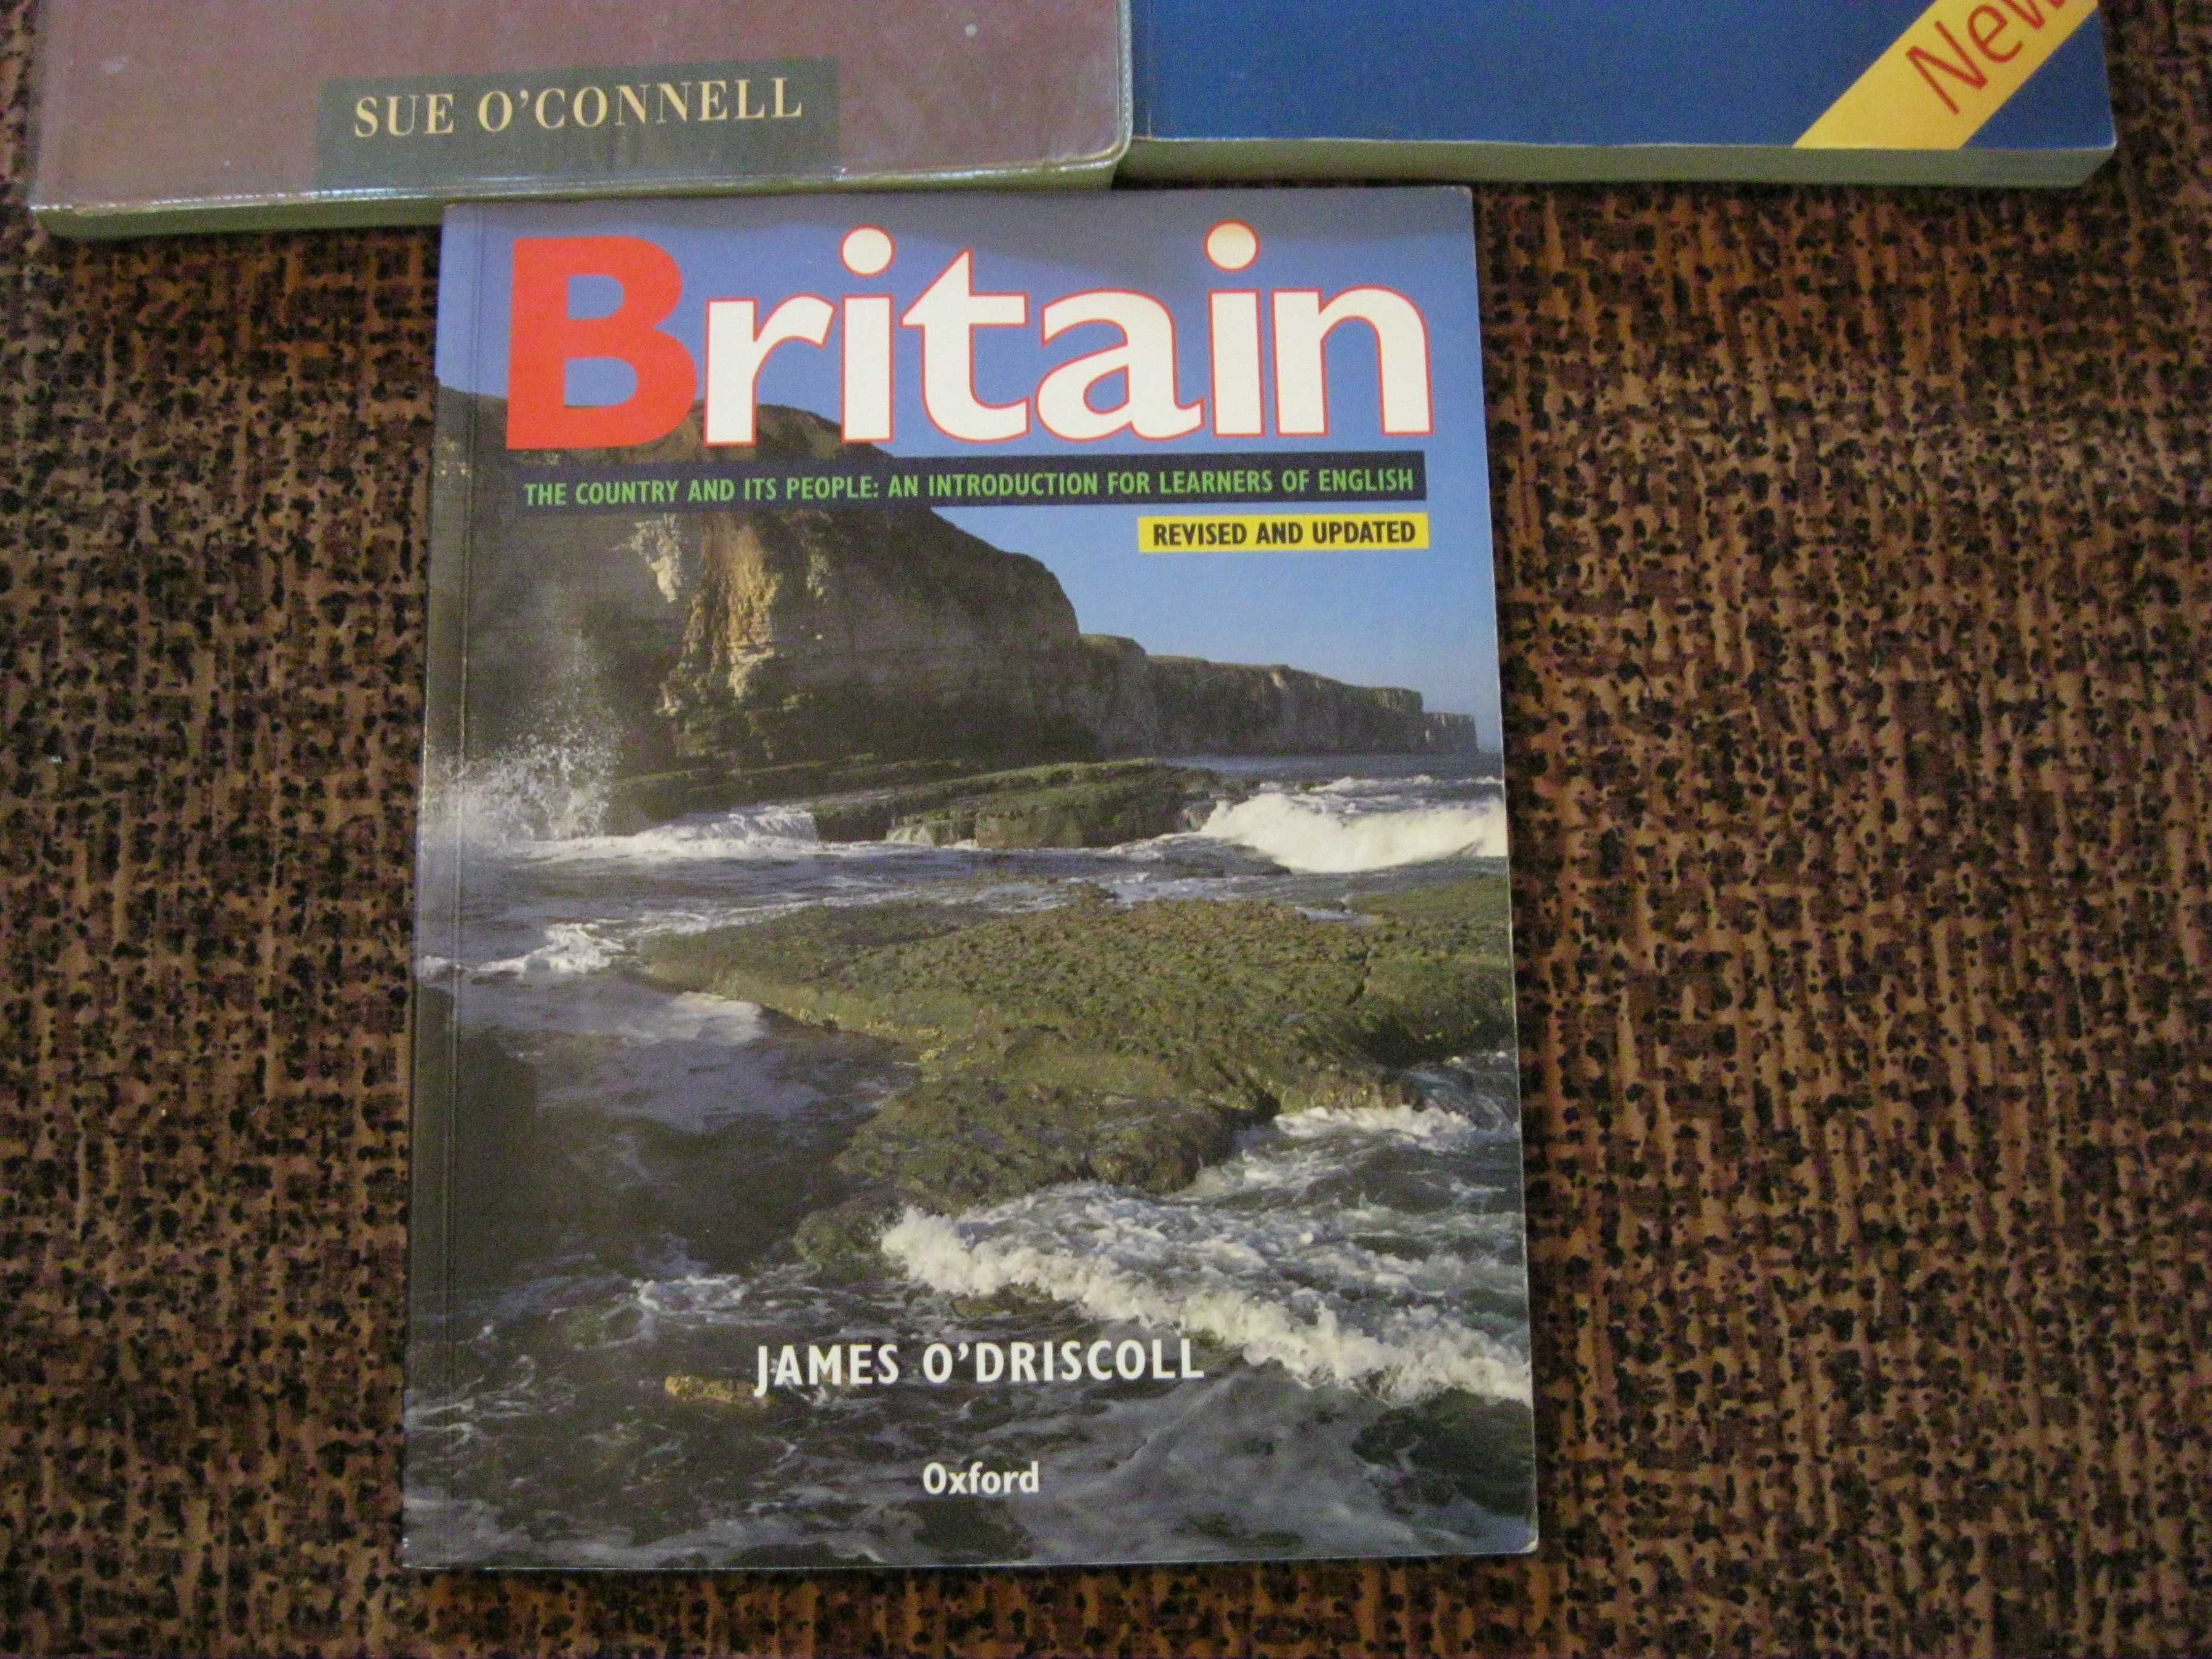 SUE O'CONNELL
New
Britain
THE COUNTRY AND ITS PEOPLE: AN INTRODUCTION FOR LEARNERS OF ENGLISH
REVISED AND UPDATED
JAMES O'DRISCOLL
Oxford